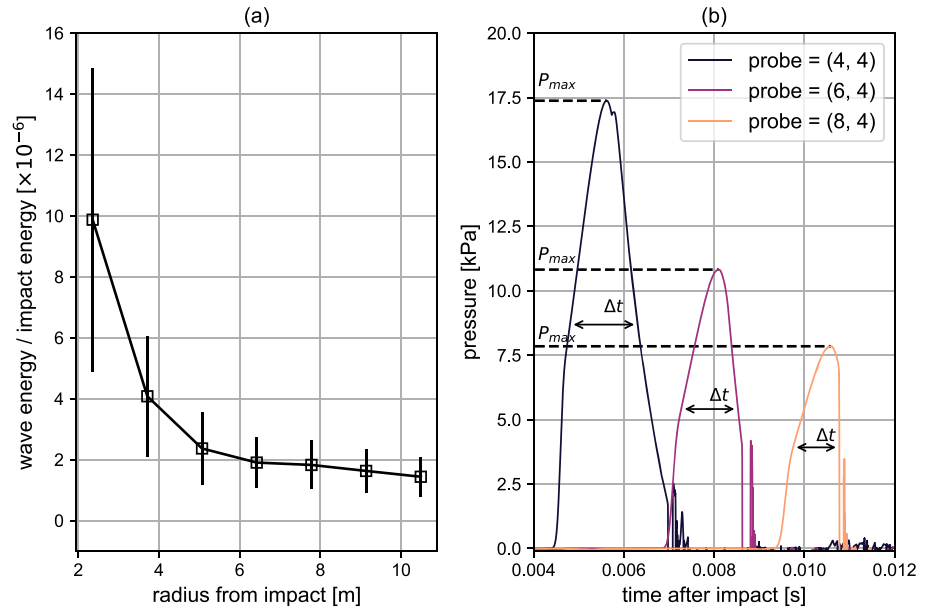 (a)
wave energy / impact energy [×10⁻⁶]
16
14
12
10
8
6
4
2
0
2
4
6
8
10
radius from impact [m]
(b)
pressure [kPa]
20.0
17.5
15.0
12.5
10.0
7.5
5.0
2.5
0.0
probe = (4, 4)
probe = (6, 4)
probe = (8, 4)
P_max
P_max
Δt
P_max
Δt
Δt
0.004
0.006
0.008
0.010
0.012
time after impact [s]